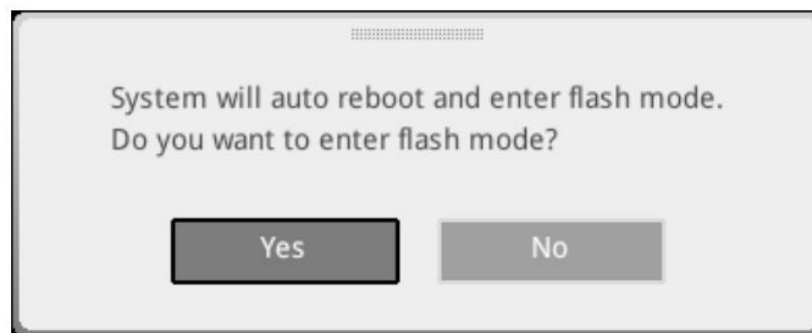 System will auto reboot and enter flash mode.
Do you want to enter flash mode?
Yes
No